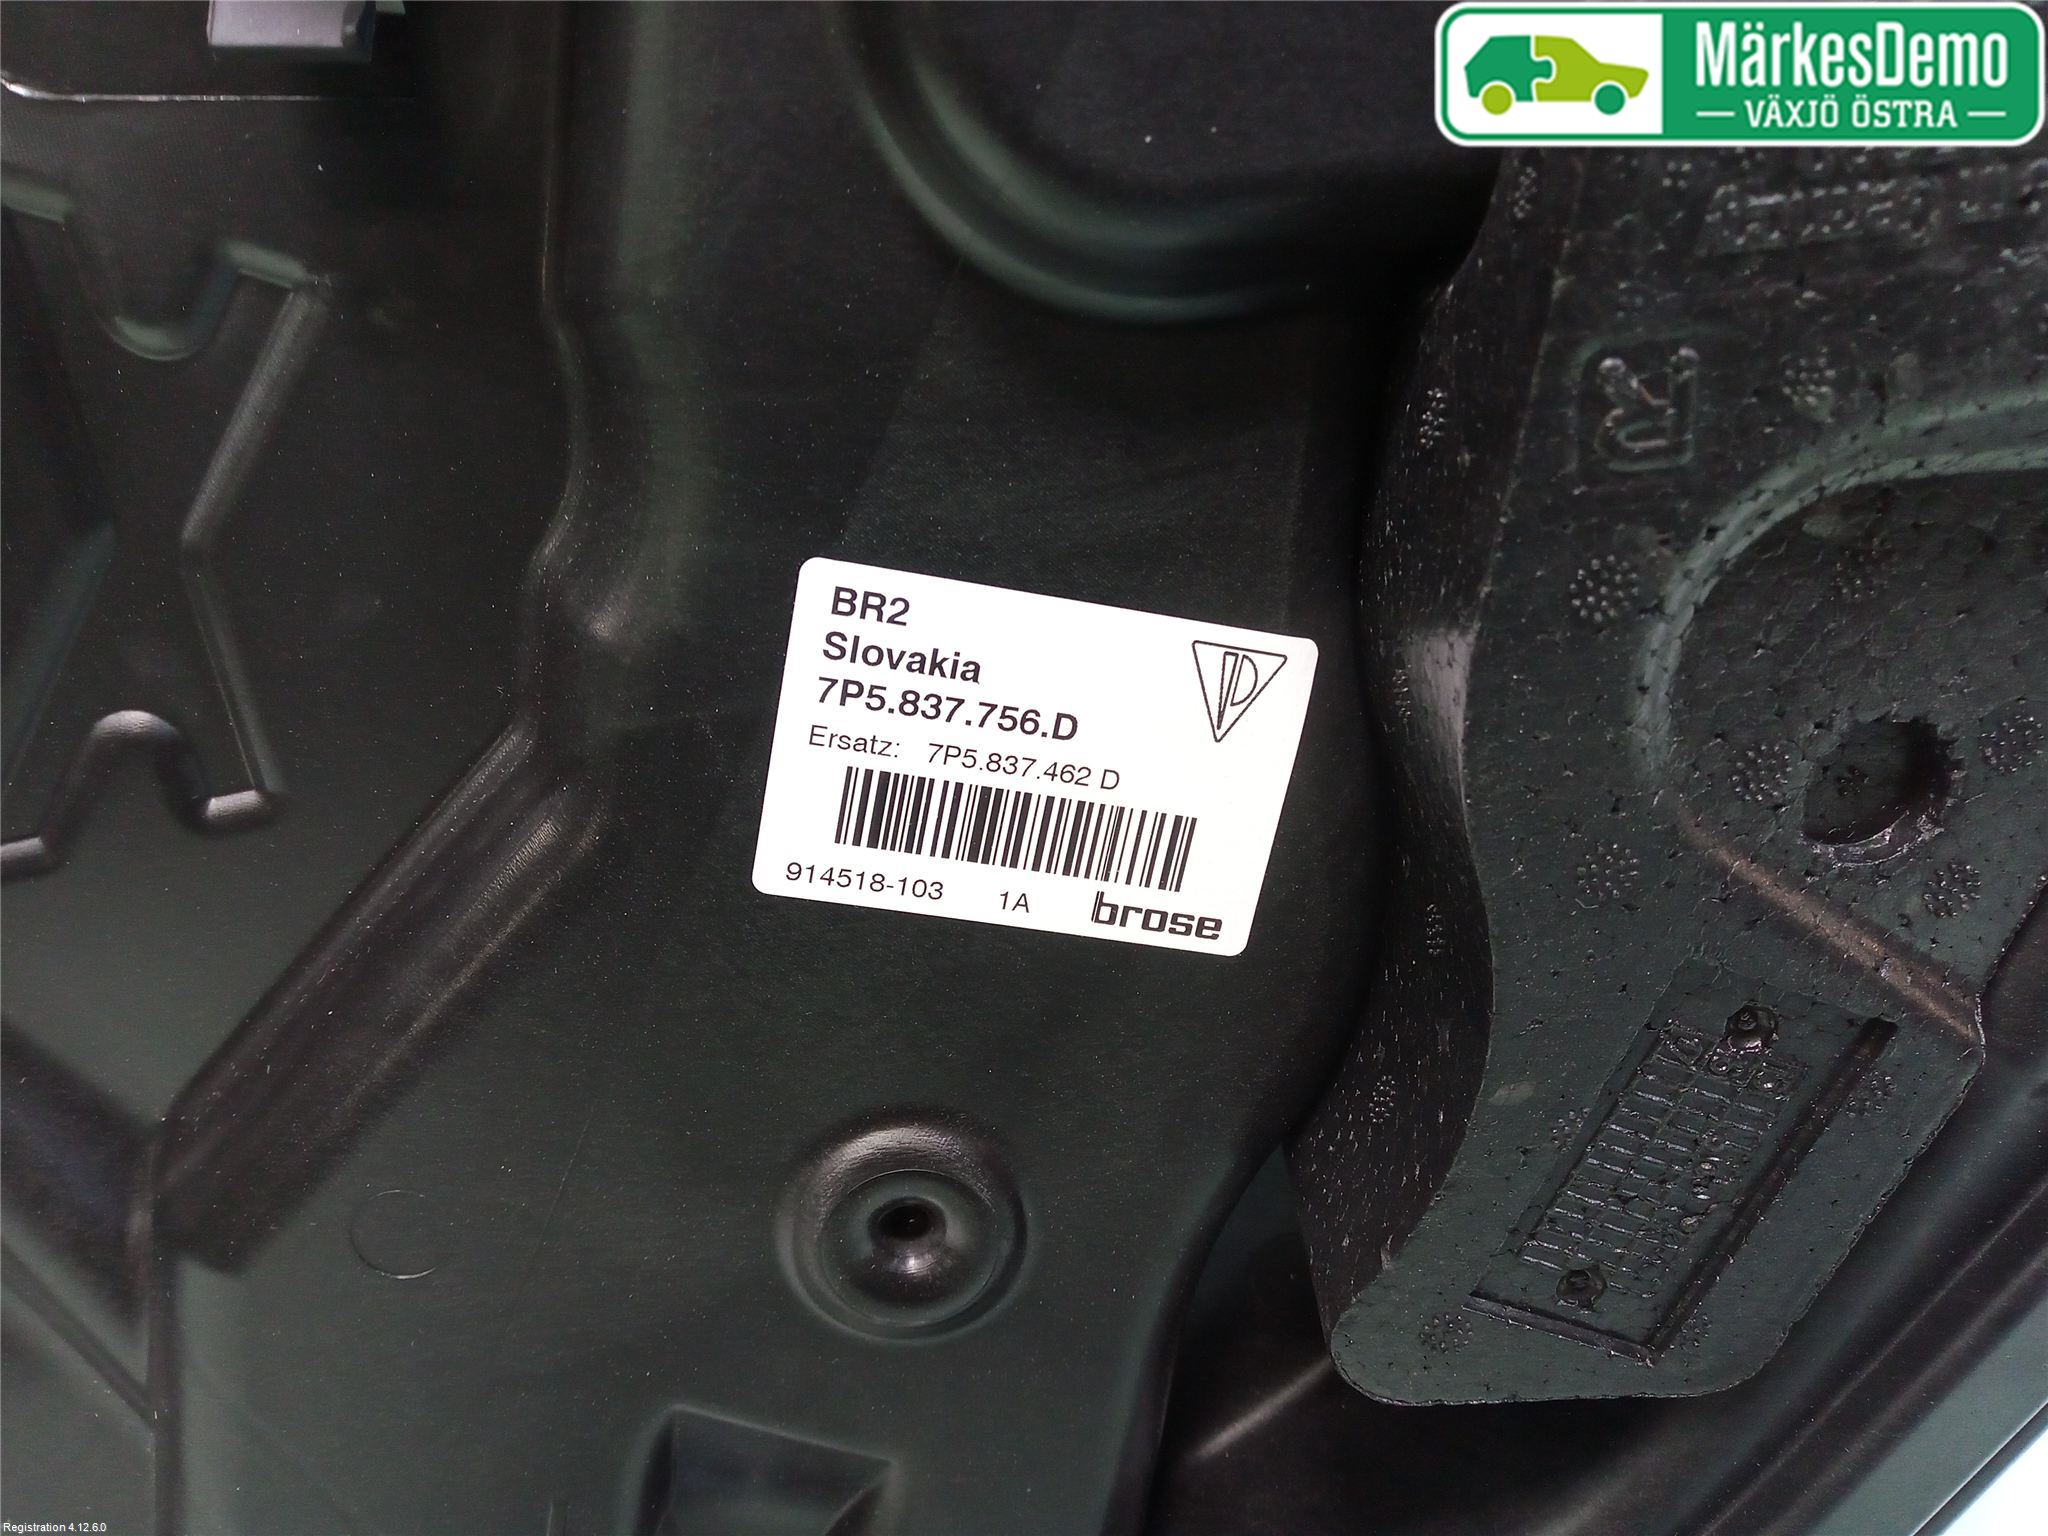 MärkesDemo
VÄXJÖ ÖSTRA
BR2
Slovakia
7P5.837.756.D
Ersatz: 7P5.837.462 D
914518-103 1A brose
R
Registration 4.12.6.0